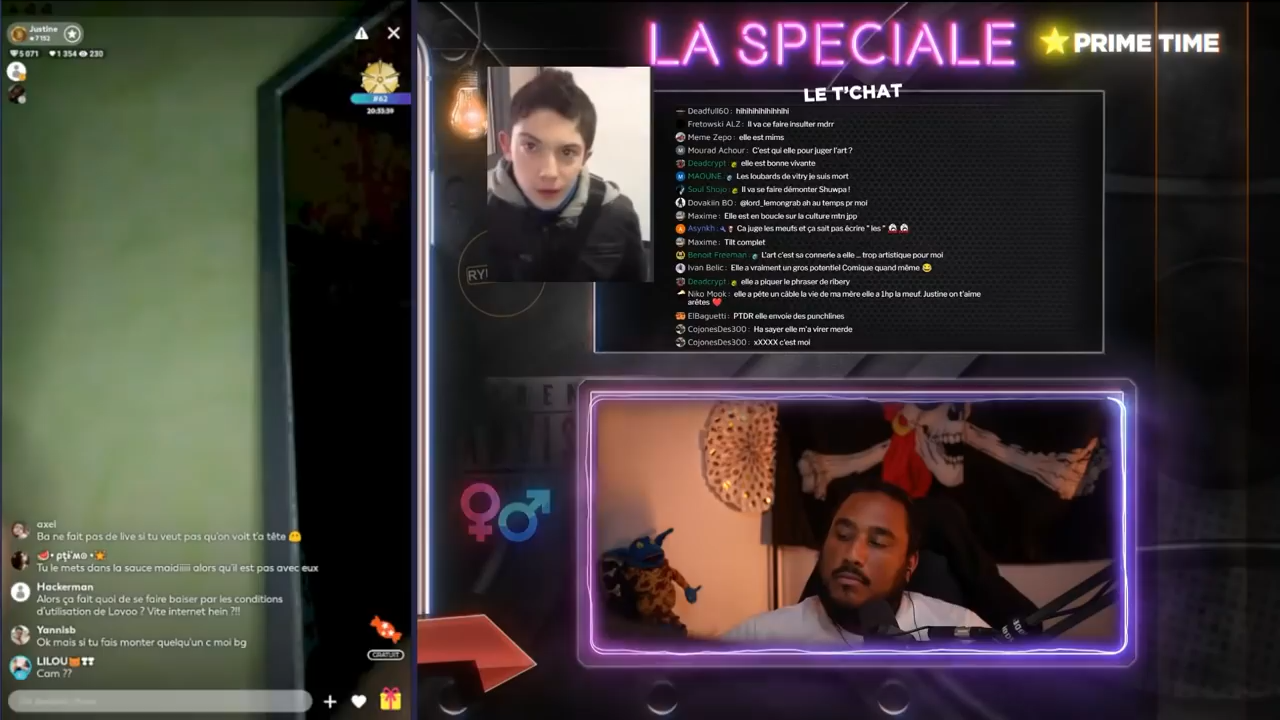 Justine
★7152
5 071 1 354 230
#62
20:53:59
axel
Ba ne fait pas de live si tu veut pas qu'on voit t'a tête 🤭
Tu le mets dans la sauce maidiiiii alors qu'il est pas avec eux
Hackerman
Alors ça fait quoi de se faire baiser par les conditions
d'utilisation de Lovoo ? Vite internet hein ?!!
Yannisb
Ok mais si tu fais monter quelqu'un c moi bg
LILOU
Cam ??
GRATUIT
LA SPECIALE
PRIME TIME
LE T'CHAT
Deadfull60 : hihihihihihihihi
Fretowski ALZ : Il va ce faire insulter mdrr
Meme Zepo : elle est mims
Mourad Achour : C'est qui elle pour juger l'art ?
Deadcrypt : elle est bonne vivante
MAOUNE : Les loubards de vitry je suis mort
Soul Shojo : Il va se faire démonter Shuwpa !
Dovakiin BO : @lord_lemongrab ah au temps pr moi
Maxime : Elle est en boucle sur la culture mtn jpp
Asynkh : Ca juge les meufs et ça sait pas écrire " les "
Maxime : Tilt complet
Benoit Freeman : L'art c'est sa connerie a elle ... trop artistique pour moi
Ivan Belic : Elle a vraiment un gros potentiel Comique quand même 😂
Deadcrypt : elle a piquer le phraser de ribery
Niko Mook : elle a péte un câble la vie de ma mère elle a 1hp la meuf. Justine on t'aime
arêtes ❤️
ElBaguetti : PTDR elle envoie des punchlines
CojonesDes300 : Ha sayer elle m'a virer merde
CojonesDes300 : xXXXX c'est moi
RY